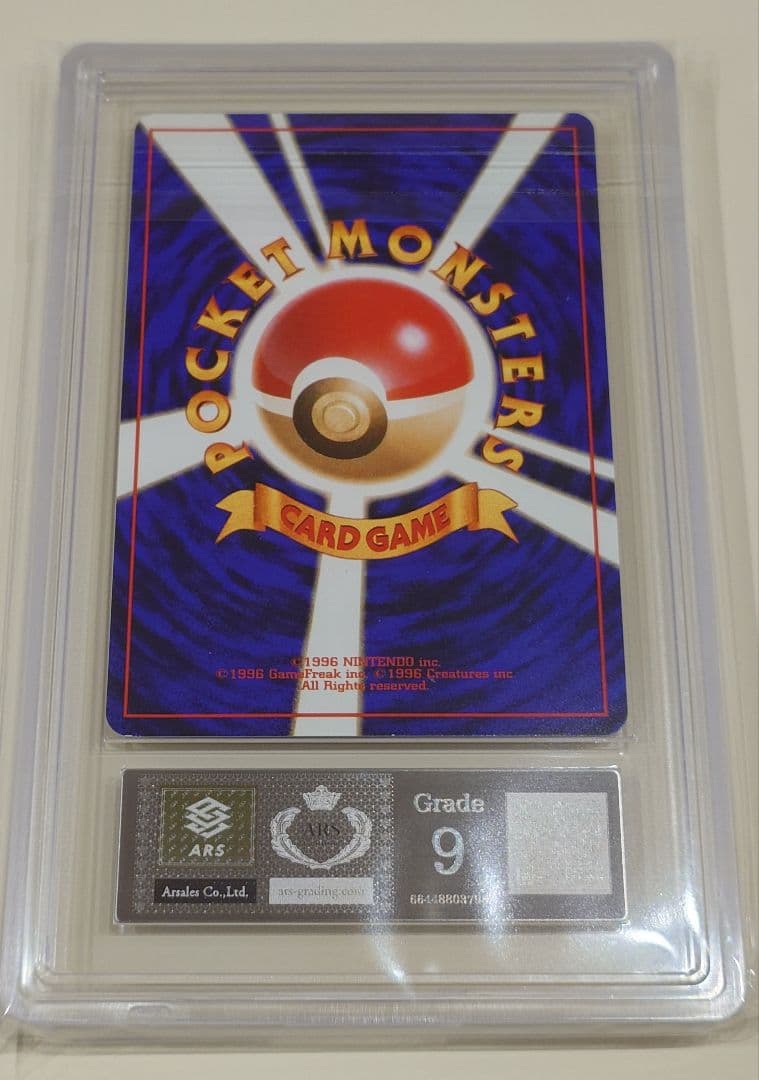 POCKET MONSTERS
CARD GAME
©1996 NINTENDO inc.
©1996 GameFreak inc. ©1996 Creatures inc.
All Rights reserved.
ARS
Arsales Co.,Ltd.
ARS
ars-grading.com
Grade
9